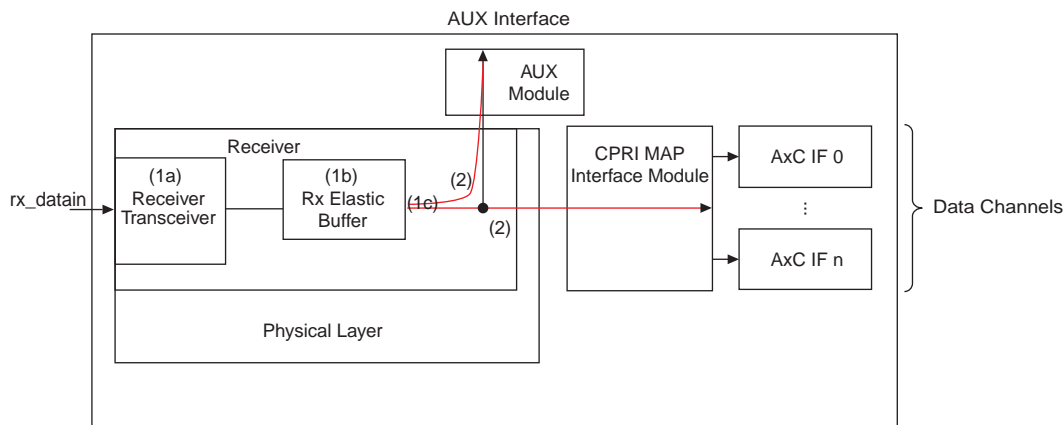 AUX Interface
AUX
Module
Receiver
(1a)
Receiver
Transceiver
(1b)
Rx Elastic
Buffer
(1c)
(2)
(2)
rx_datain
Physical Layer
CPRI MAP
Interface Module
AxC IF 0
...
AxC IF n
Data Channels